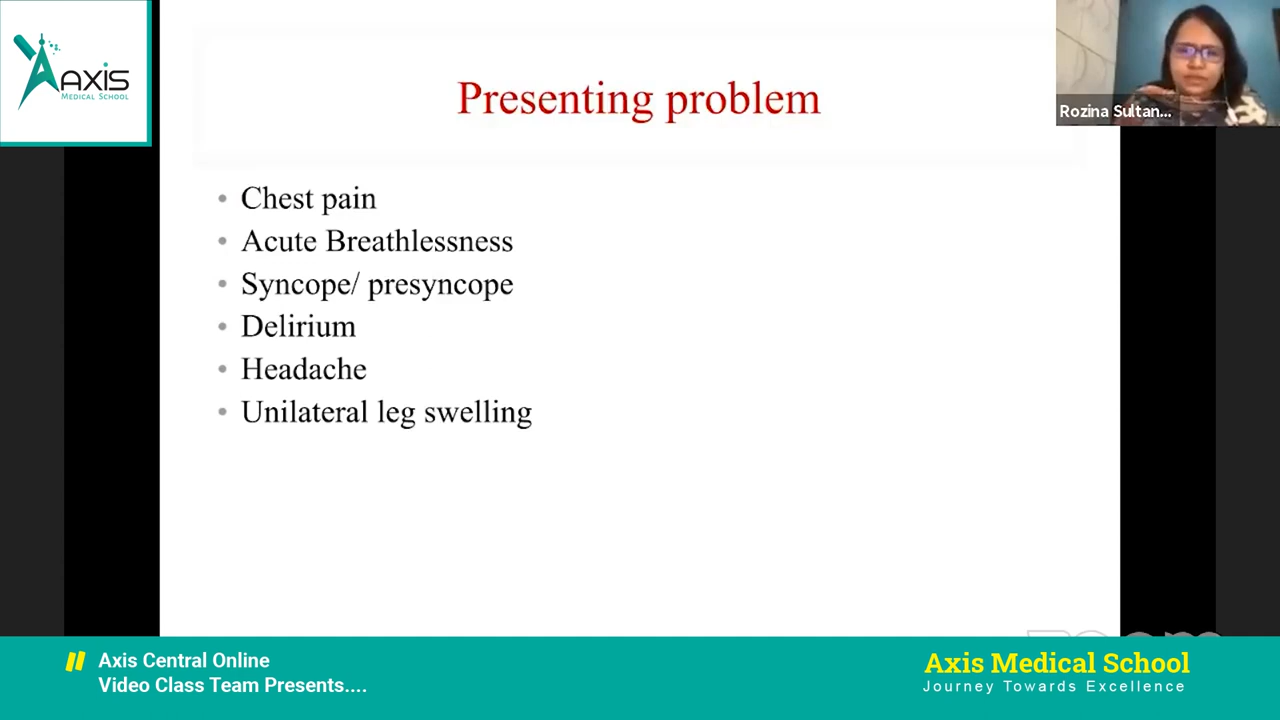 AXIS
MEDICAL SCHOOL
Presenting problem
Rozina Sultan...
• Chest pain
• Acute Breathlessness
• Syncope/ presyncope
• Delirium
• Headache
• Unilateral leg swelling
zoom
Axis Central Online
Video Class Team Presents....
Axis Medical School
Journey Towards Excellence